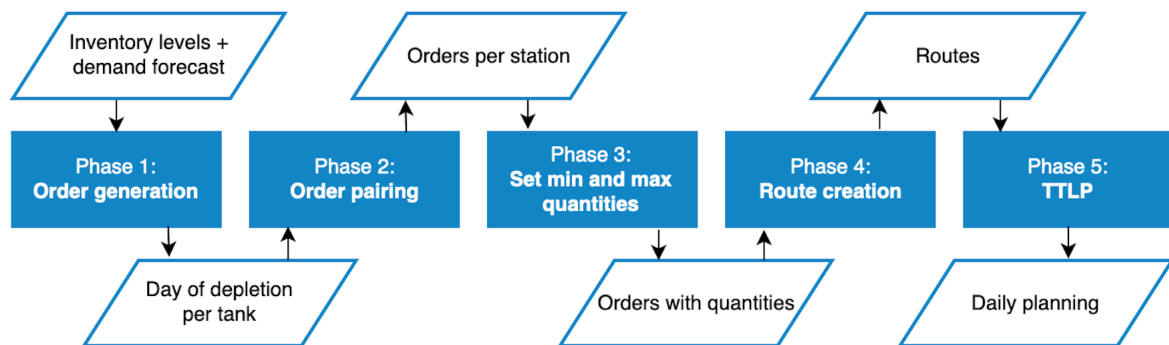 Inventory levels +
demand forecast
Orders per station
Routes
Phase 1:
Order generation
Phase 2:
Order pairing
Phase 3:
Set min and max
quantities
Phase 4:
Route creation
Phase 5:
TTLP
Day of depletion
per tank
Orders with quantities
Daily planning